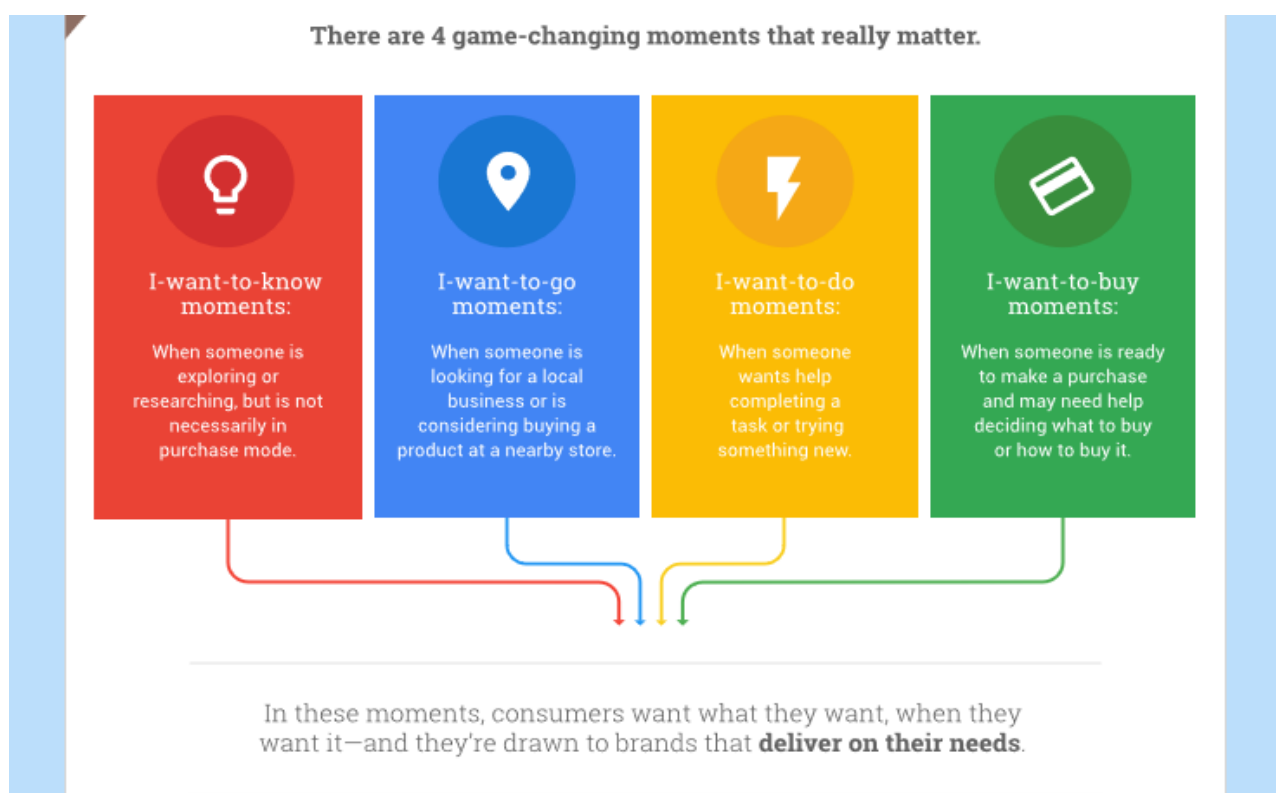 There are 4 game-changing moments that really matter.
I-want-to-know
moments:
When someone is
exploring or
researching, but is not
necessarily in
purchase mode.
I-want-to-go
moments:
When someone is
looking for a local
business or is
considering buying a
product at a nearby store.
I-want-to-do
moments:
When someone
wants help
completing a
task or trying
something new.
I-want-to-buy
moments:
When someone is ready
to make a purchase
and may need help
deciding what to buy
or how to buy it.
In these moments, consumers want what they want, when they
want it—and they're drawn to brands that deliver on their needs.